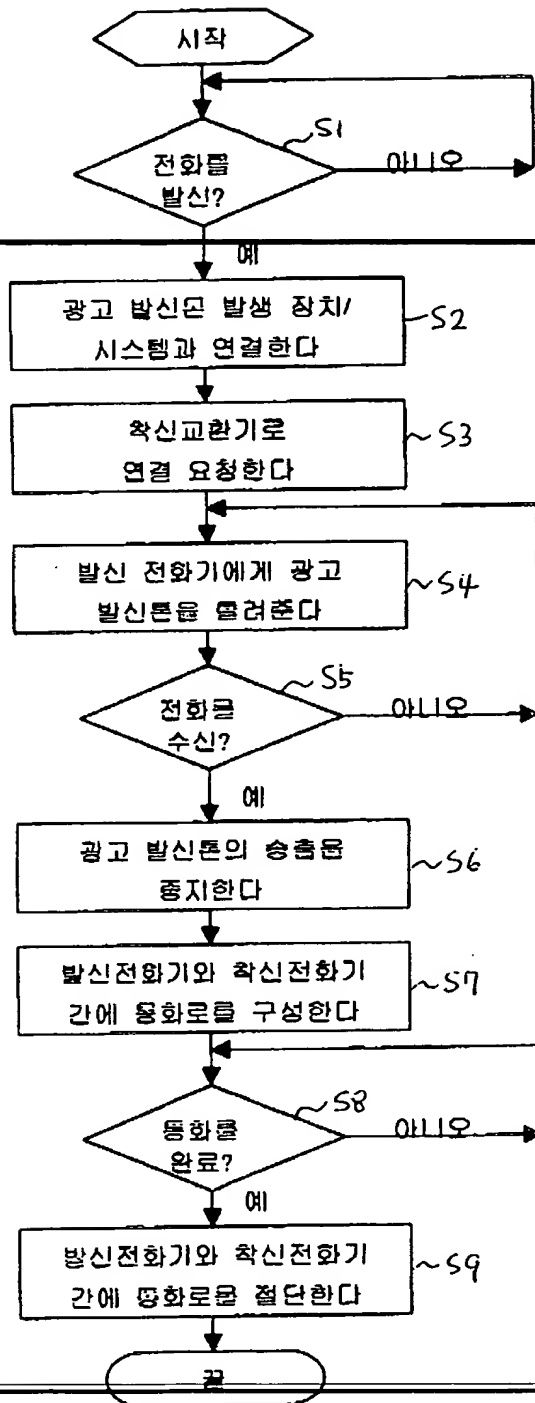 시작
S1
전화를
발신?
아니오
예
광고 발신톤 발생 장치/
시스템과 연결한다
S2
착신교환기로
연결 요청한다
S3
발신 전화기에게 광고
발신톤을 들려준다
S4
S5
전화를
수신?
아니오
예
광고 발신톤의 송출을
중지한다
S6
발신전화기와 착신전화기
간에 통화로를 구성한다
S7
S8
통화를
완료?
아니오
예
발신전화기와 착신전화기
간에 통화로를 절단한다
S9
끝